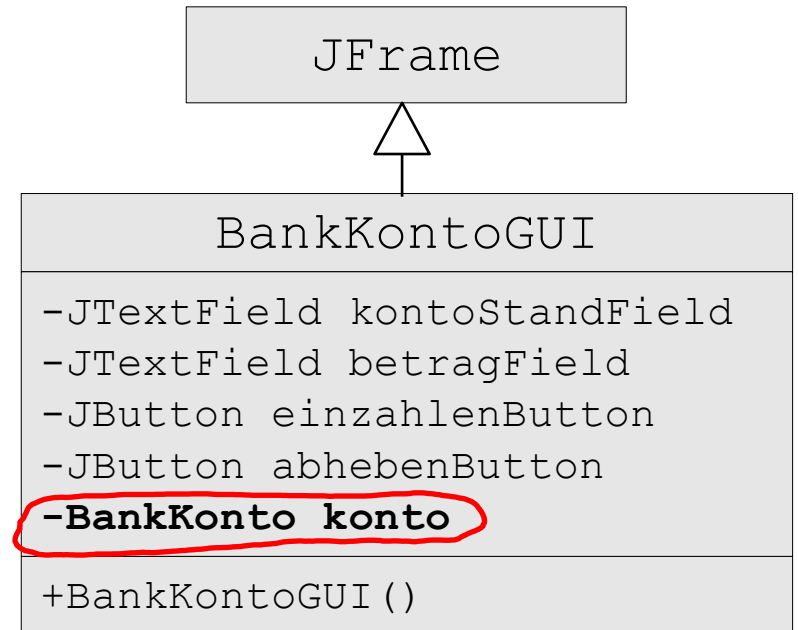 JFrame
BankKontoGUI
-JTextField kontoStandField
-JTextField betragField
-JButton einzahlenButton
-JButton abhebenButton
-BankKonto konto
+BankKontoGUI()